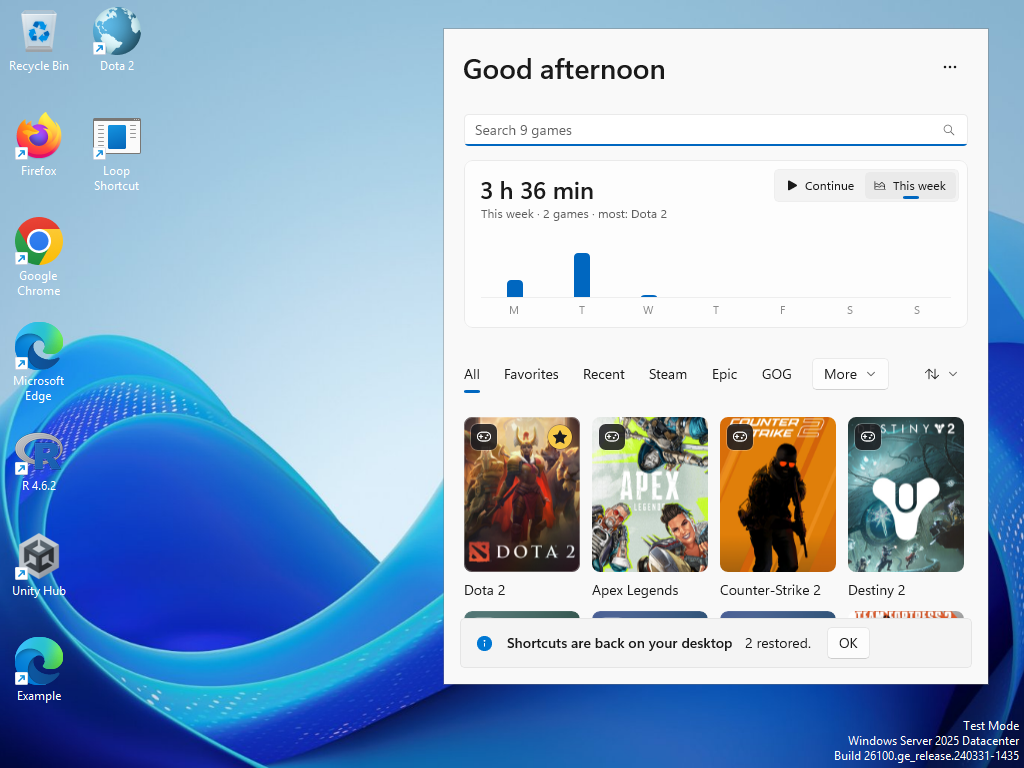 Recycle Bin
Dota 2
Firefox
Loop
Shortcut
Google
Chrome
Microsoft
Edge
R 4.6.2
Unity Hub
Example
Good afternoon
Search 9 games
3 h 36 min
Continue
This week
This week · 2 games · most: Dota 2
M T W T F S S
All Favorites Recent Steam Epic GOG More
DOTA 2
APEX
LEGENDS
COUNTER
STRIKE 2
DESTINY 2
Dota 2
Apex Legends
Counter-Strike 2
Destiny 2
TEAM FORTRESS 2
Shortcuts are back on your desktop 2 restored. OK
Test Mode
Windows Server 2025 Datacenter
Build 26100.ge_release.240331-1435